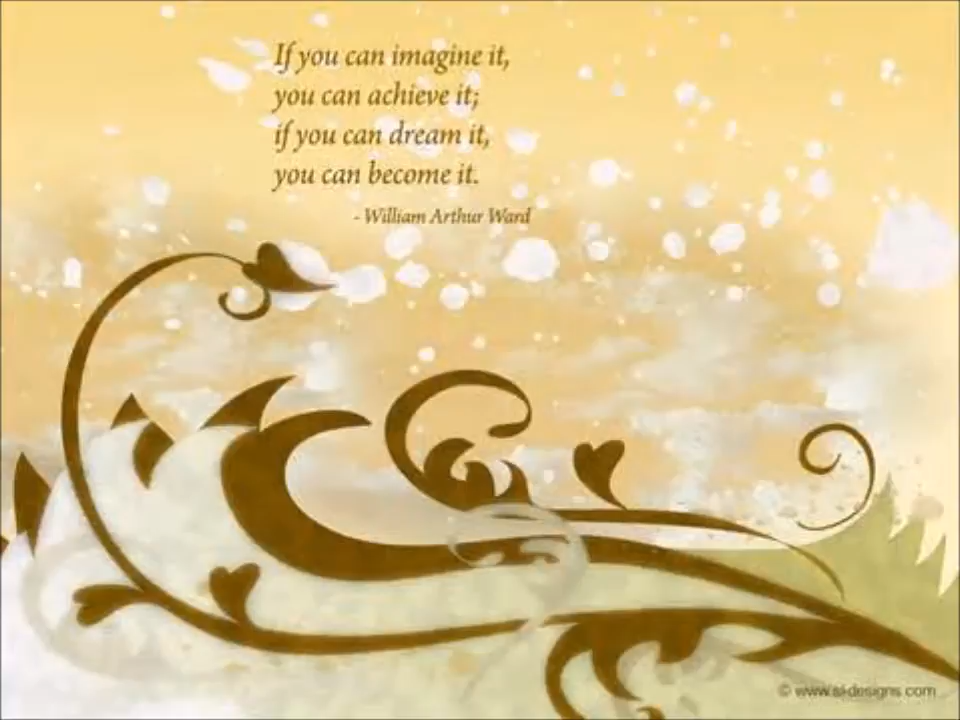 If you can imagine it,
you can achieve it;
if you can dream it,
you can become it.
- William Arthur Ward
© www.sl-designs.com